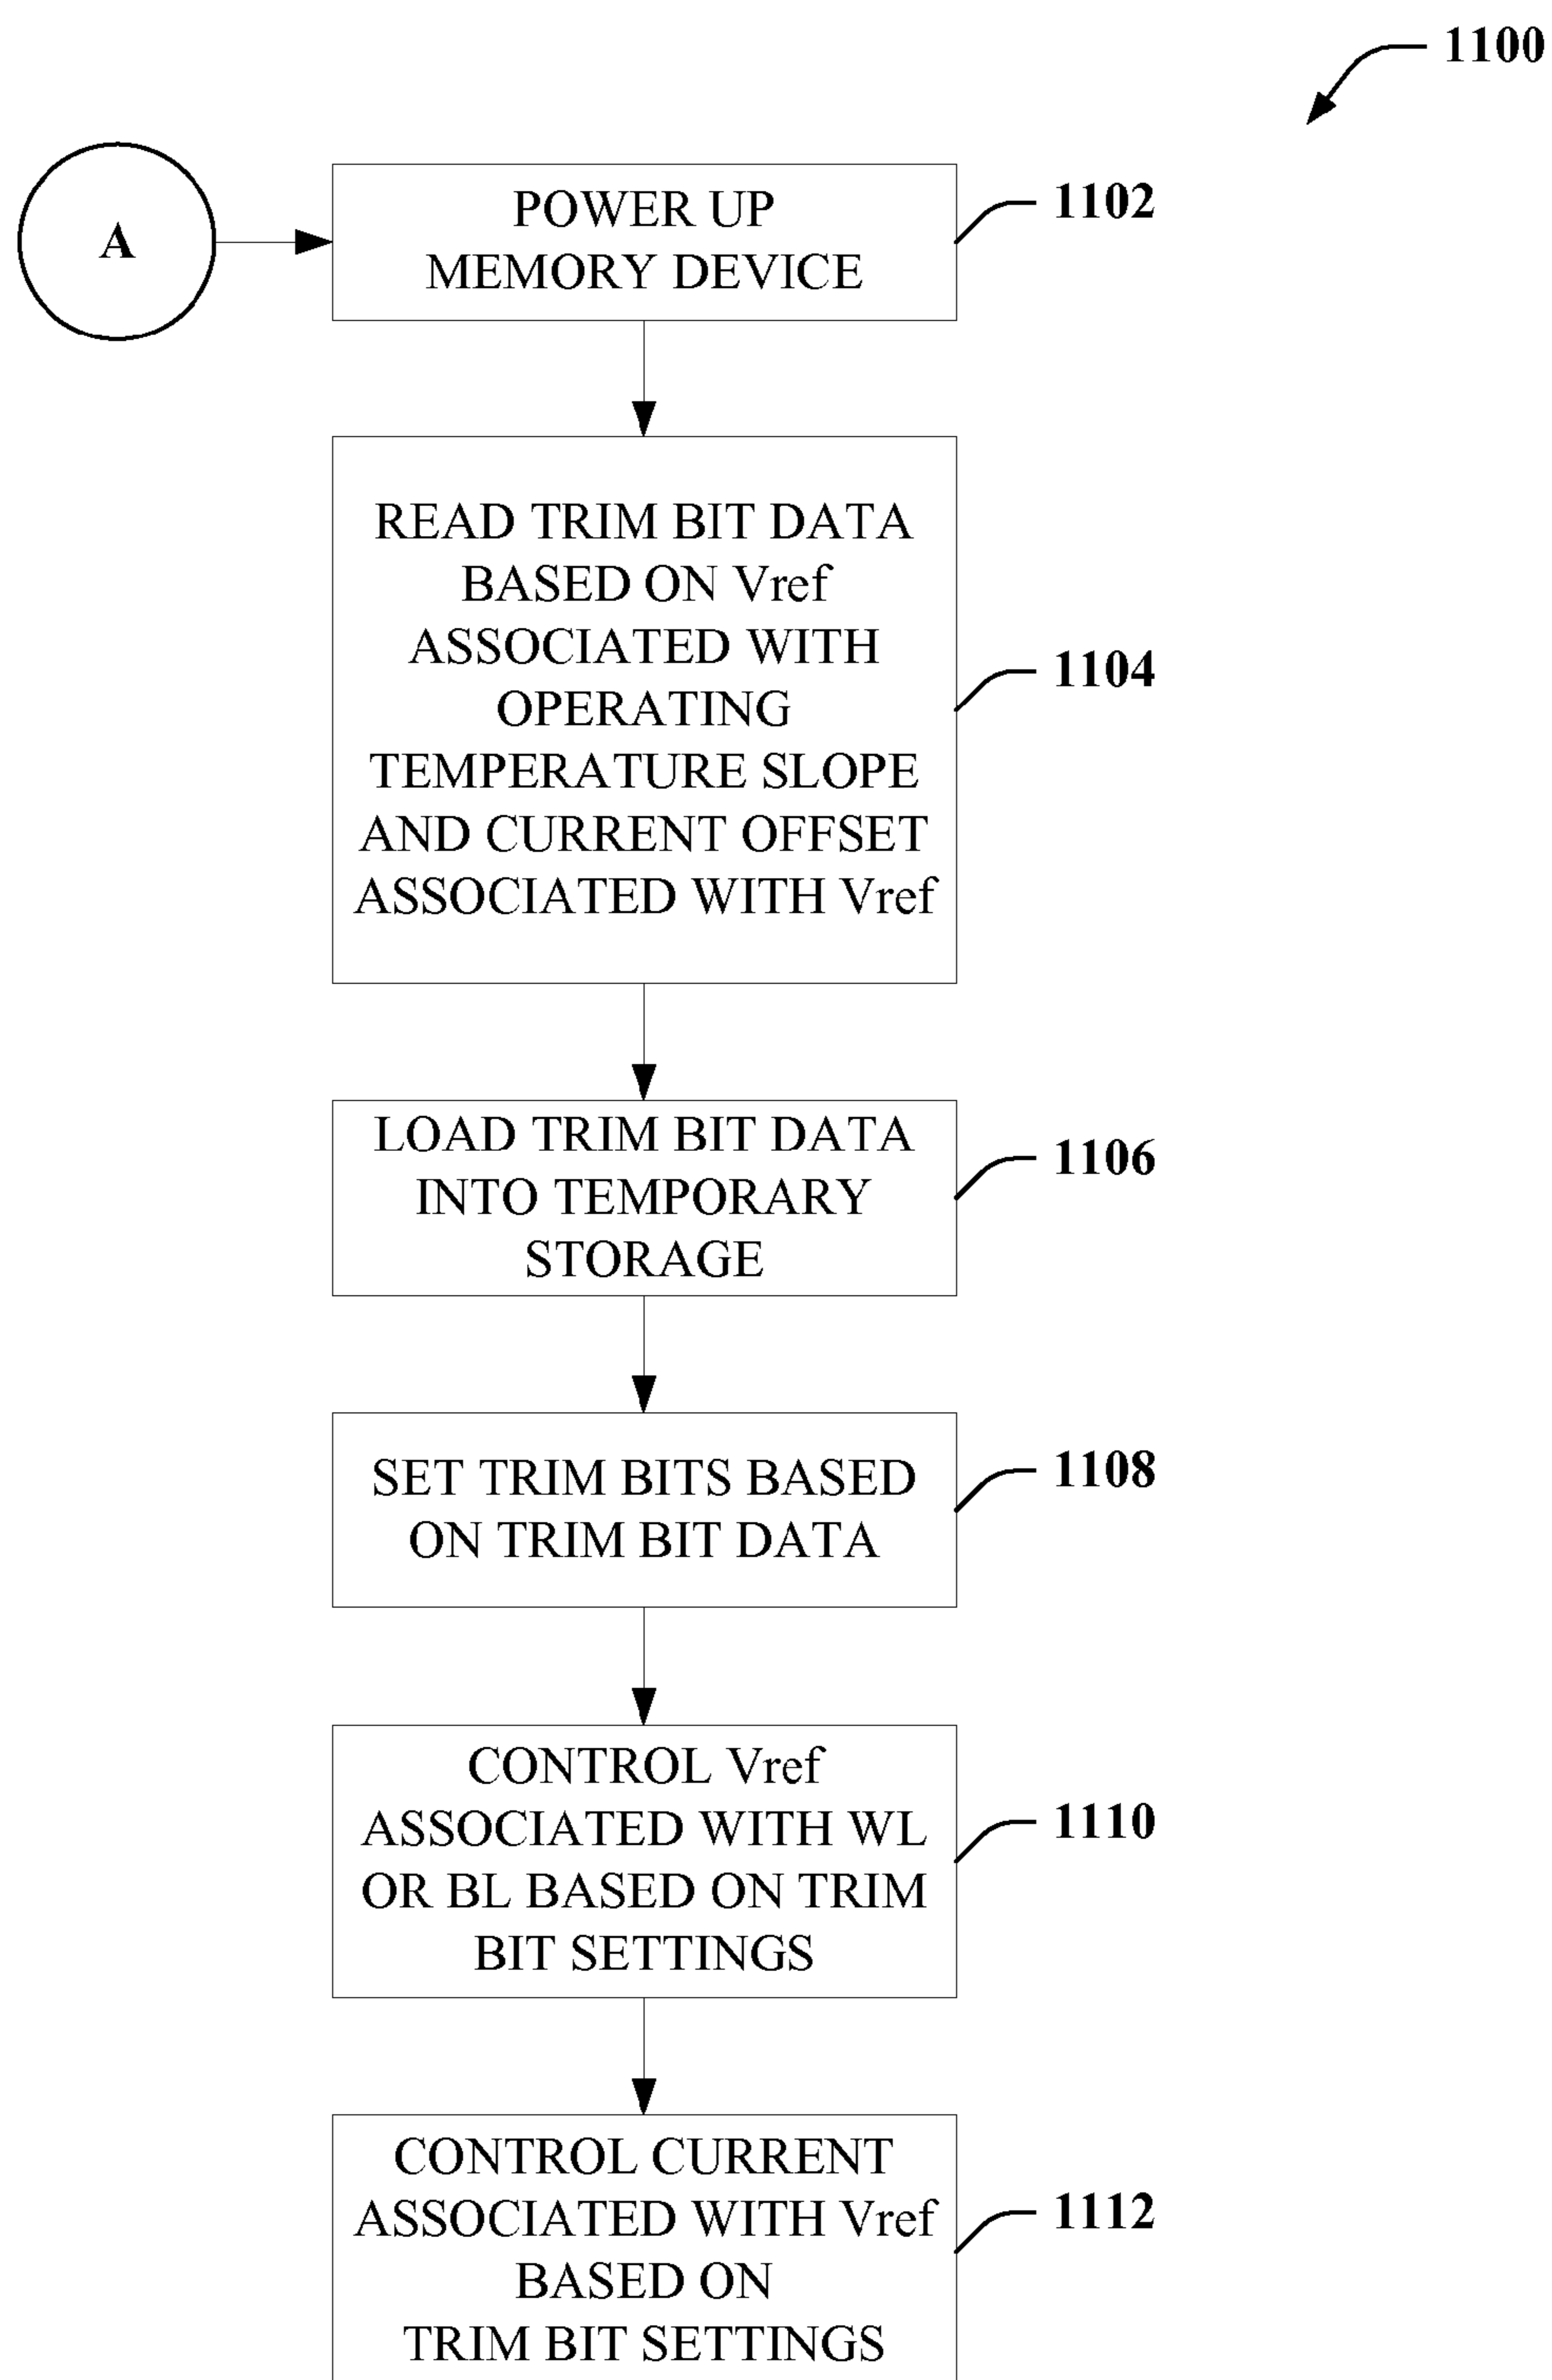 1100
A
POWER UP
MEMORY DEVICE
1102
READ TRIM BIT DATA
BASED ON Vref
ASSOCIATED WITH
OPERATING
TEMPERATURE SLOPE
AND CURRENT OFFSET
ASSOCIATED WITH Vref
1104
LOAD TRIM BIT DATA
INTO TEMPORARY
STORAGE
1106
SET TRIM BITS BASED
ON TRIM BIT DATA
1108
CONTROL Vref
ASSOCIATED WITH WL
OR BL BASED ON TRIM
BIT SETTINGS
1110
CONTROL CURRENT
ASSOCIATED WITH Vref
BASED ON
TRIM BIT SETTINGS
1112